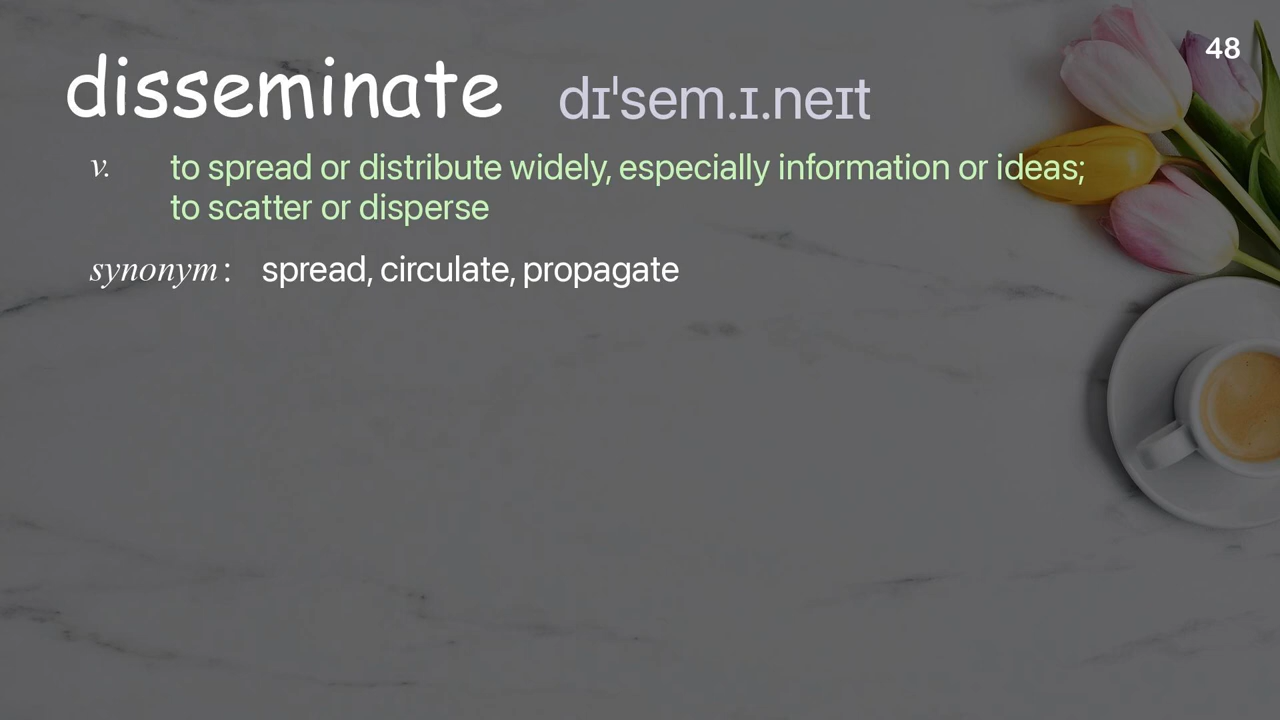 48
disseminate dɪˈsem.ɪ.neɪt
v. to spread or distribute widely, especially information or ideas;
to scatter or disperse
synonym: spread, circulate, propagate